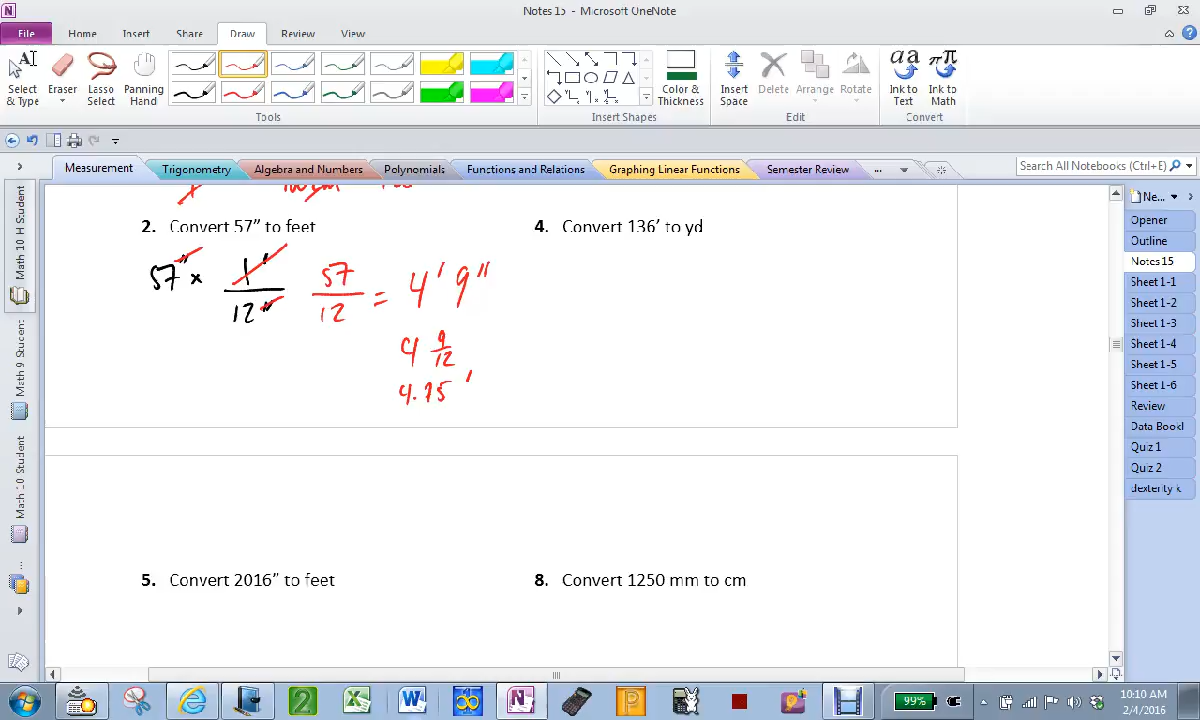 Notes 15 - Microsoft OneNote
File Home Insert Share Draw Review View
Select & Type Eraser Lasso Select Panning Hand Color & Thickness Insert Space Delete Arrange Rotate Ink to Text Ink to Math
Tools Insert Shapes Edit Convert
Measurement Trigonometry Algebra and Numbers Polynomials Functions and Relations Graphing Linear Functions Semester Review ... Search All Notebooks (Ctrl+E)
Math 10 H Student
Math 9 Student
Math 10 Student
2. Convert 57” to feet
4. Convert 136’ to yd
57" x 1'/12" 57/12 = 4' 9"
4 9/12
4.75'
5. Convert 2016” to feet
8. Convert 1250 mm to cm
Ne...
Opener
Outline
Notes 15
Sheet 1-1
Sheet 1-2
Sheet 1-3
Sheet 1-4
Sheet 1-5
Sheet 1-6
Review
Data Bookl
Quiz 1
Quiz 2
dexterity k
99%
10:10 AM
2/4/2016